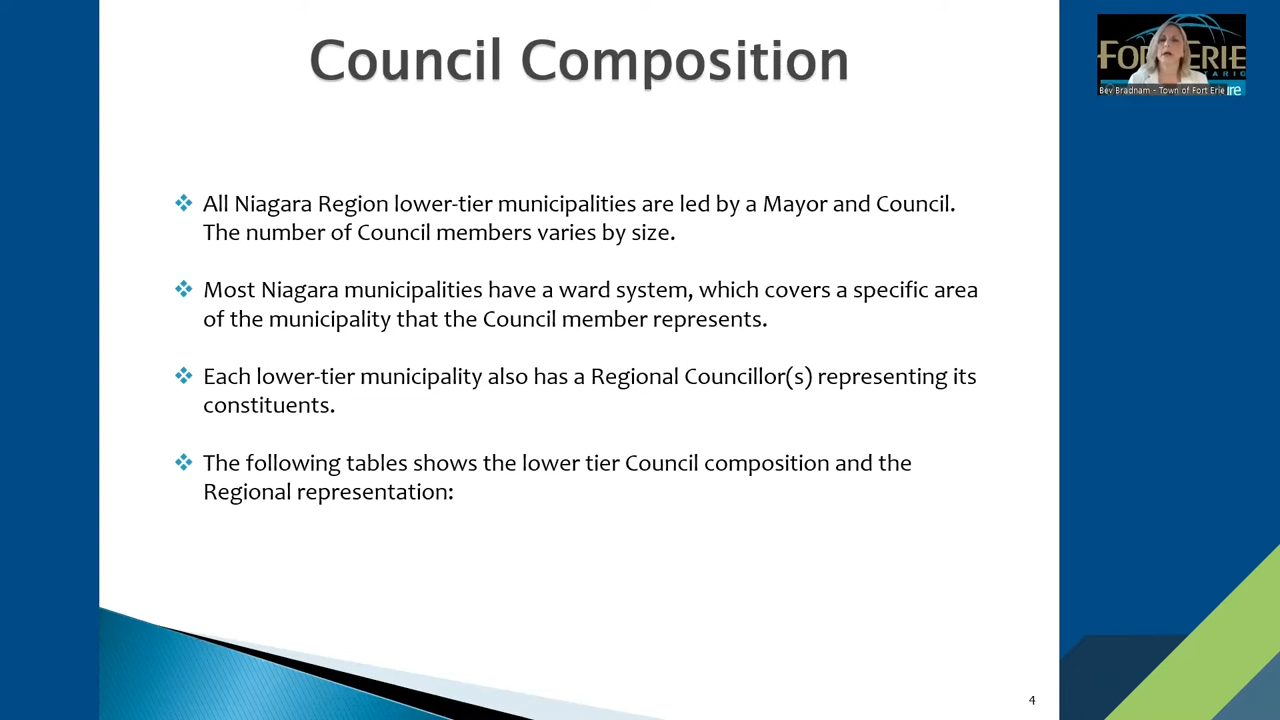 Council Composition
FORT ERIE
Bev Bradnam - Town of Fort Erie
❖ All Niagara Region lower-tier municipalities are led by a Mayor and Council.
The number of Council members varies by size.
❖ Most Niagara municipalities have a ward system, which covers a specific area
of the municipality that the Council member represents.
❖ Each lower-tier municipality also has a Regional Councillor(s) representing its
constituents.
❖ The following tables shows the lower tier Council composition and the
Regional representation:
4